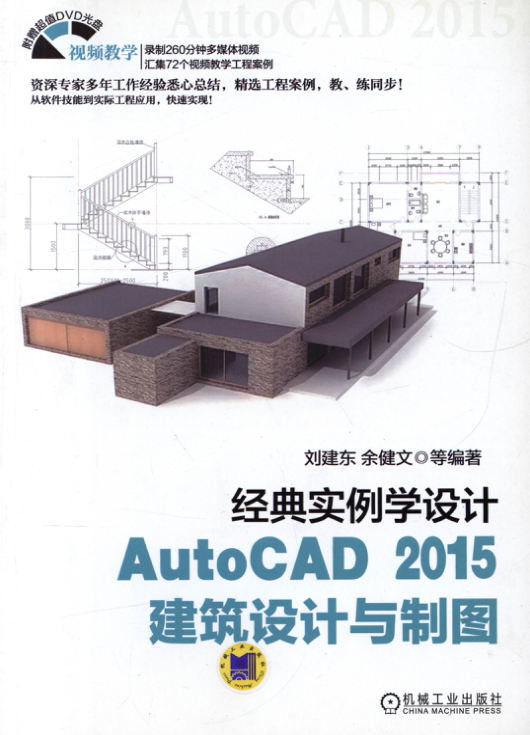 AutoCAD 2015
附赠超值DVD光盘
视频教学
录制260分钟多媒体视频
汇集72个视频教学工程案例
资深专家多年工作经验悉心总结，精选工程案例，教、练同步！
从软件技能到实际工程应用，快速实现！
刘建东 余健文◎等编著
经典实例学设计
AutoCAD 2015
建筑设计与制图
机械工业出版社
CHINA MACHINE PRESS